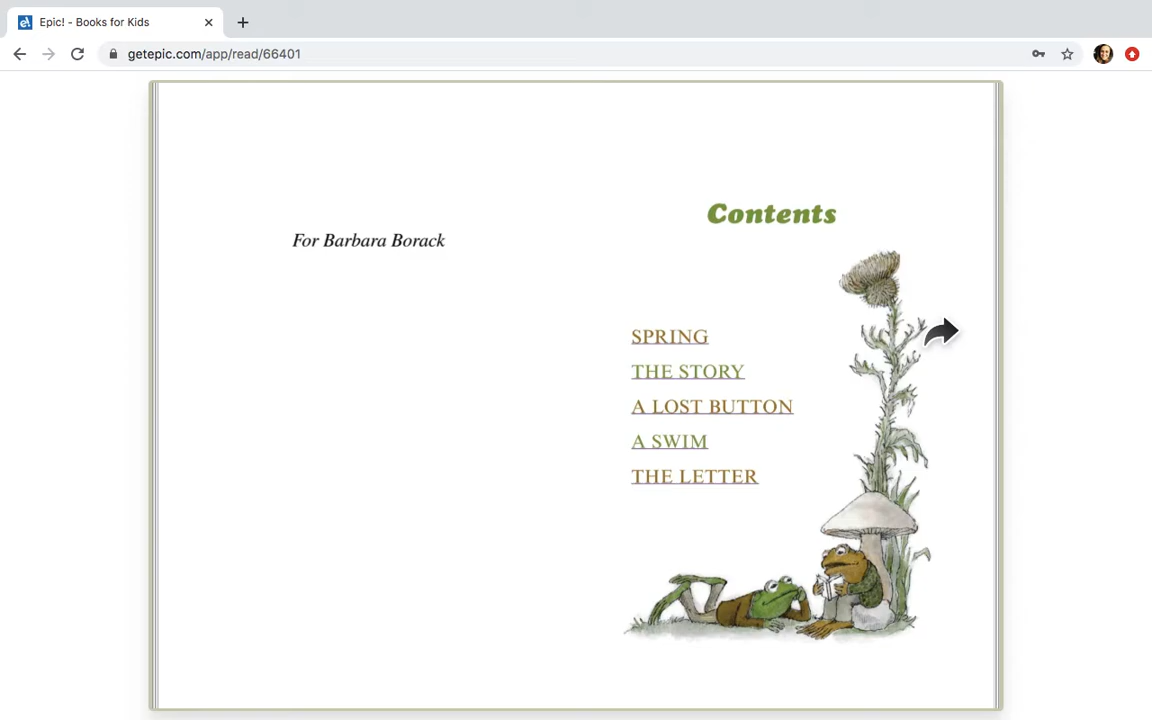 Epic! - Books for Kids
getepic.com/app/read/66401
For Barbara Borack
Contents
SPRING
THE STORY
A LOST BUTTON
A SWIM
THE LETTER